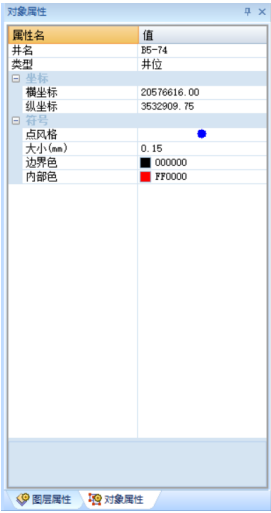 对象属性
属性名 值
井名 B5-74
类型 井位
坐标
横坐标 20576616.00
纵坐标 3532909.75
符号
点风格
大小(mm) 0.15
边界色 000000
内部色 FF0000
图层属性 对象属性